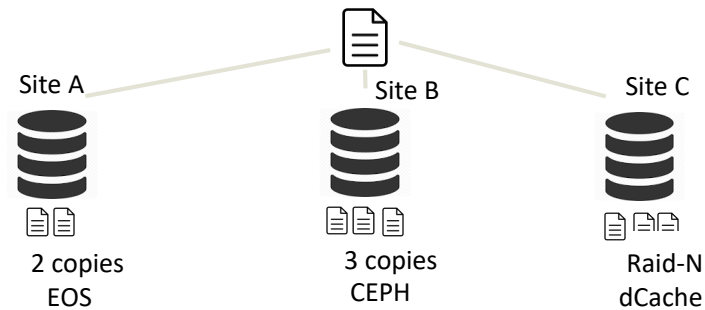 Site A
Site B
Site C
2 copies
EOS
3 copies
CEPH
Raid-N
dCache